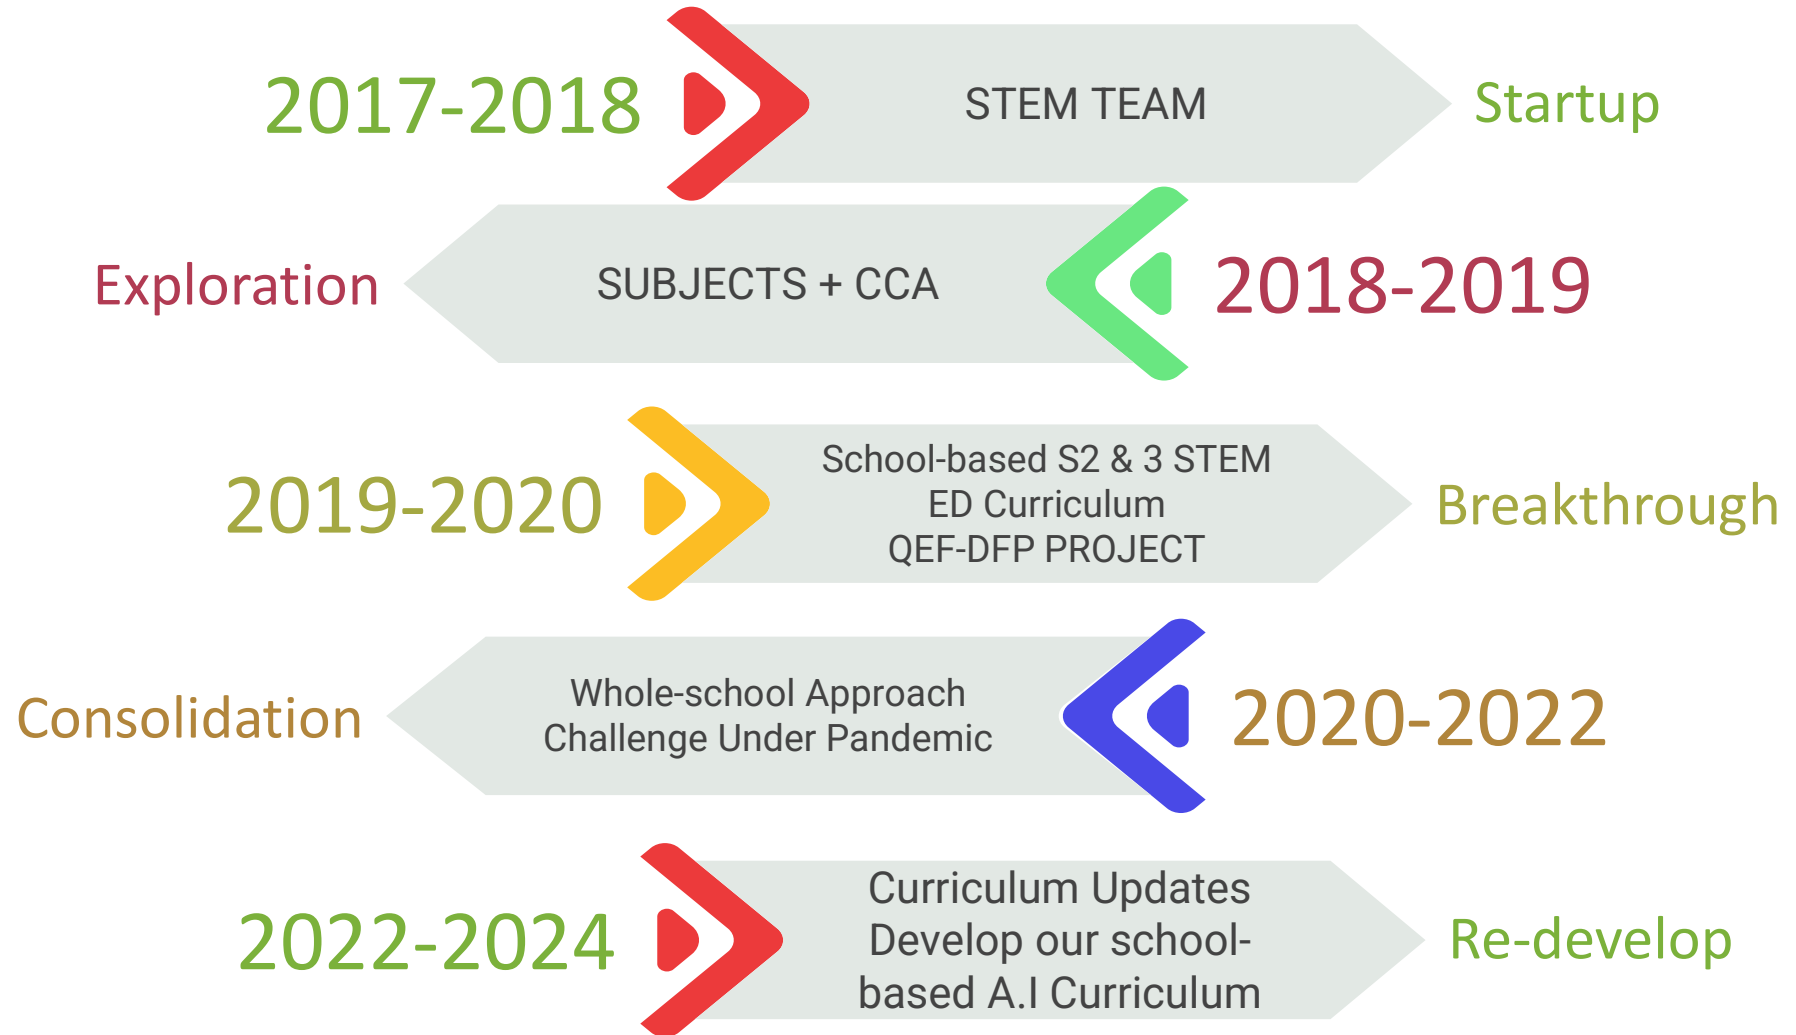 2017-2018
STEM TEAM
Startup
Exploration
SUBJECTS + CCA
2018-2019
2019-2020
School-based S2 & 3 STEM
ED Curriculum
QEF-DFP PROJECT
Breakthrough
Consolidation
Whole-school Approach
Challenge Under Pandemic
2020-2022
2022-2024
Curriculum Updates
Develop our school-
based A.I Curriculum
Re-develop